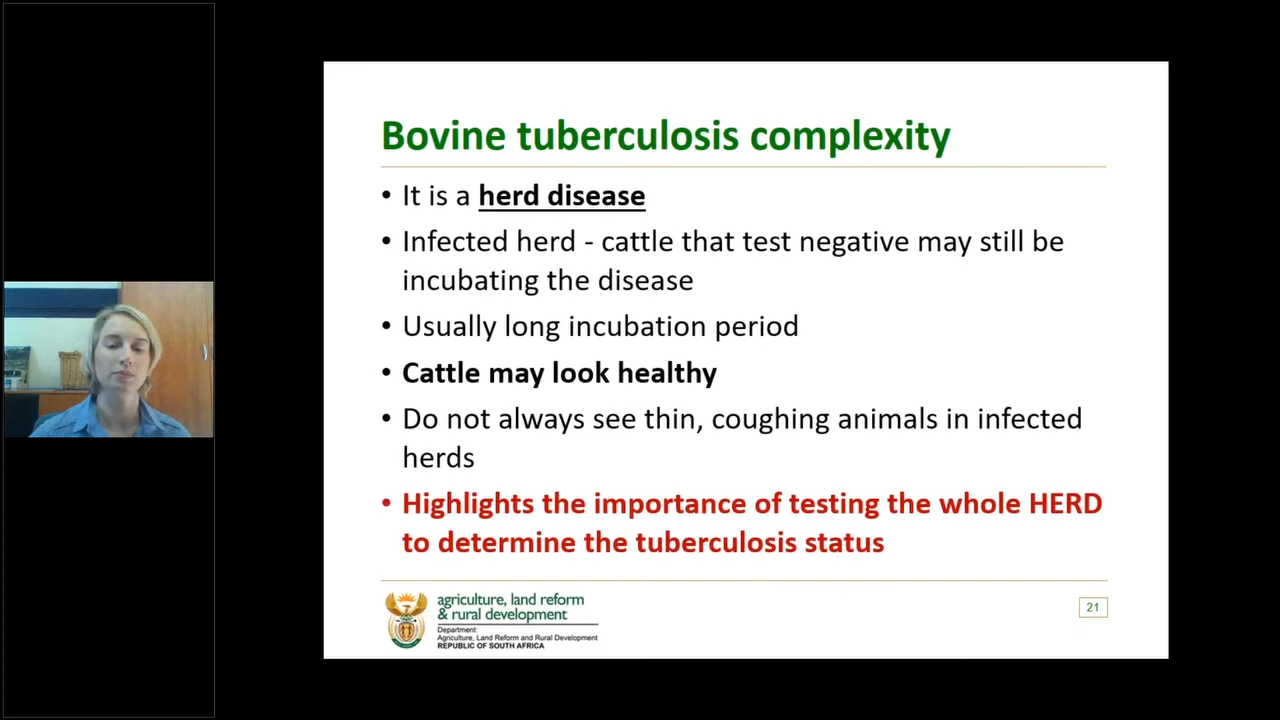 Bovine tuberculosis complexity
• It is a herd disease
• Infected herd - cattle that test negative may still be
incubating the disease
• Usually long incubation period
• Cattle may look healthy
• Do not always see thin, coughing animals in infected
herds
• Highlights the importance of testing the whole HERD
to determine the tuberculosis status
agriculture, land reform
& rural development
Department:
Agriculture, Land Reform and Rural Development
REPUBLIC OF SOUTH AFRICA
21